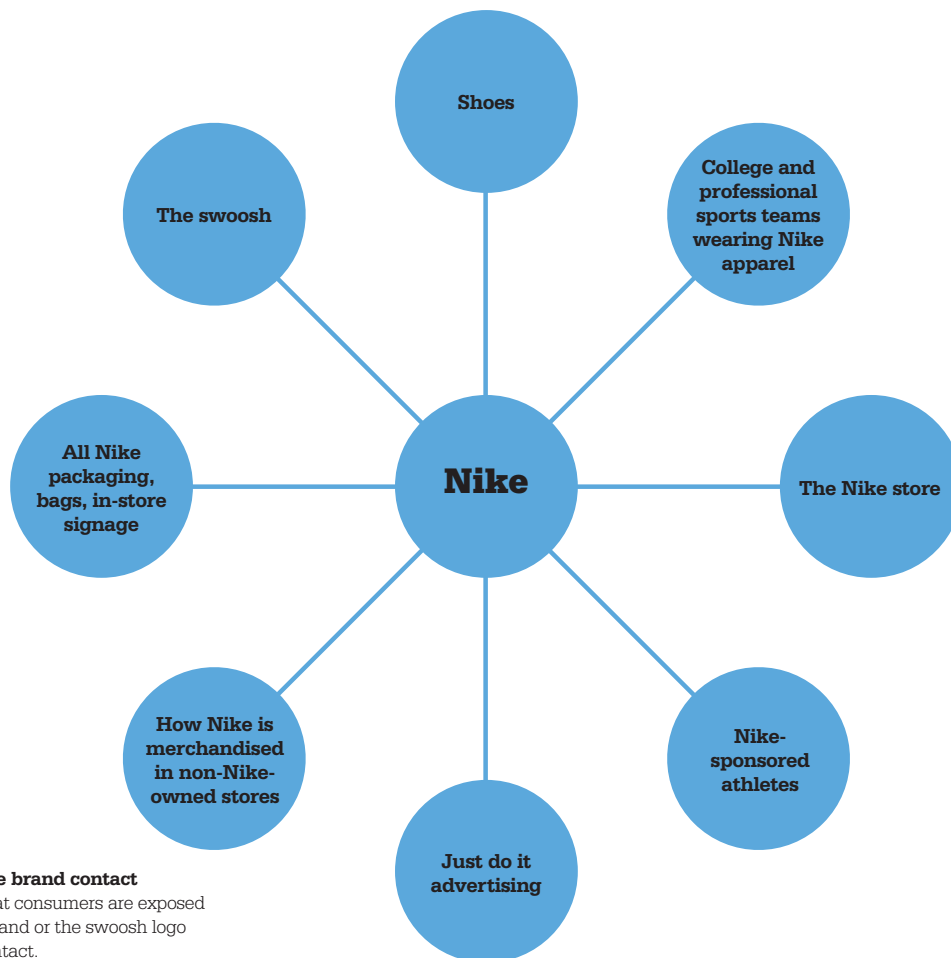 Shoes
College and
professional
sports teams
wearing Nike
apparel
The swoosh
All Nike
packaging,
bags, in-store
signage
Nike
The Nike store
How Nike is
merchandised
in non-Nike-
owned stores
Nike-
sponsored
athletes
Just do it
advertising
brand contact
consumers are exposed
or the swoosh logo